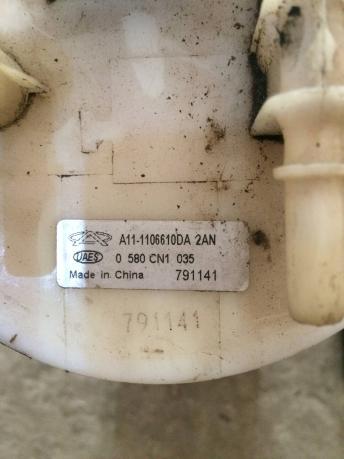 A11-1106610DA 2AN
UAES 0 580 CN1 035
Made in China 791141
791141